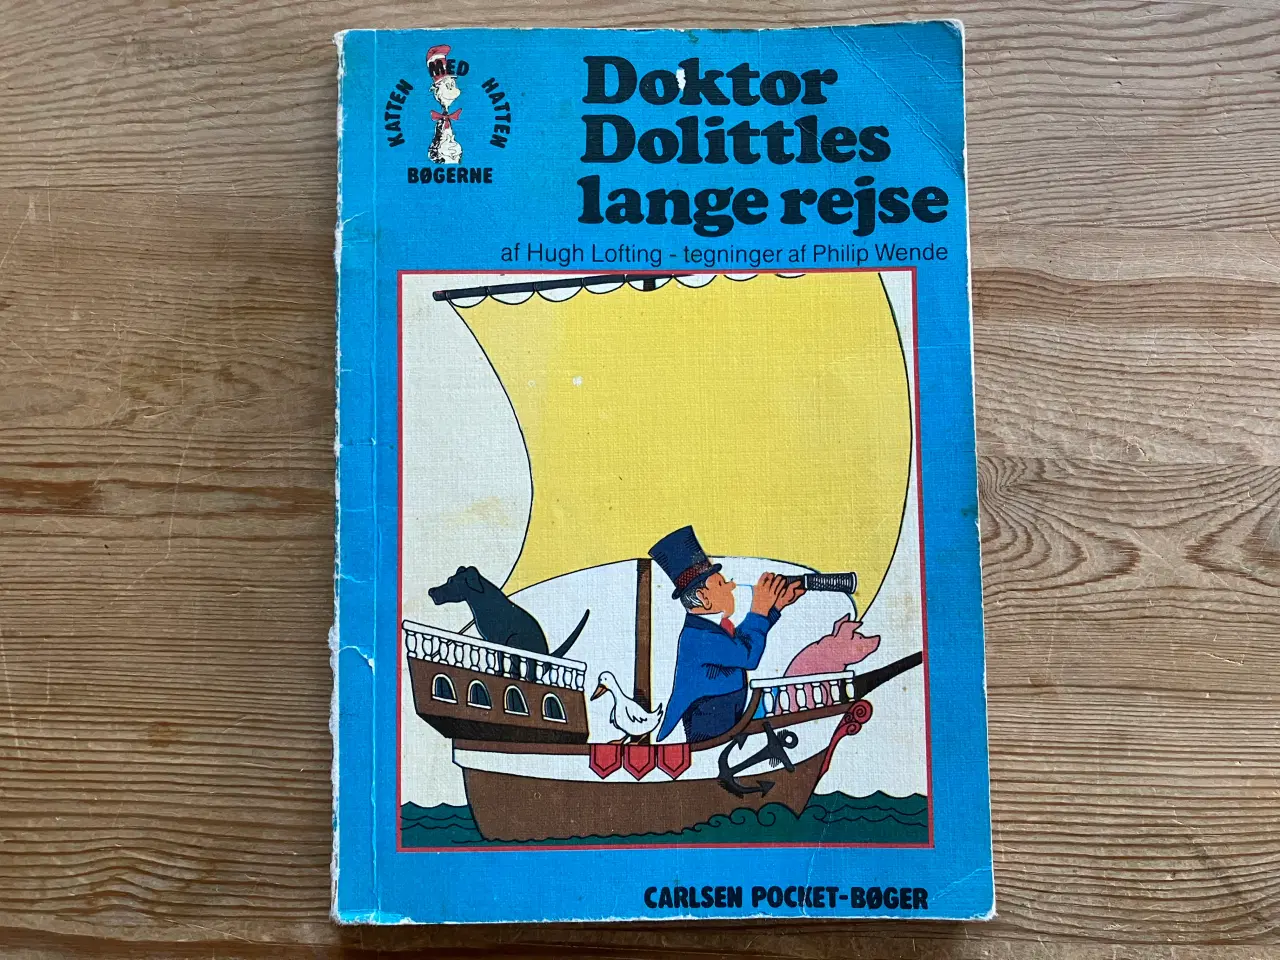 KATTEN MED HATTEN
BØGERNE
Doktor
Dolittles
lange rejse
af Hugh Lofting - tegninger af Philip Wende
CARLSEN POCKET-BØGER